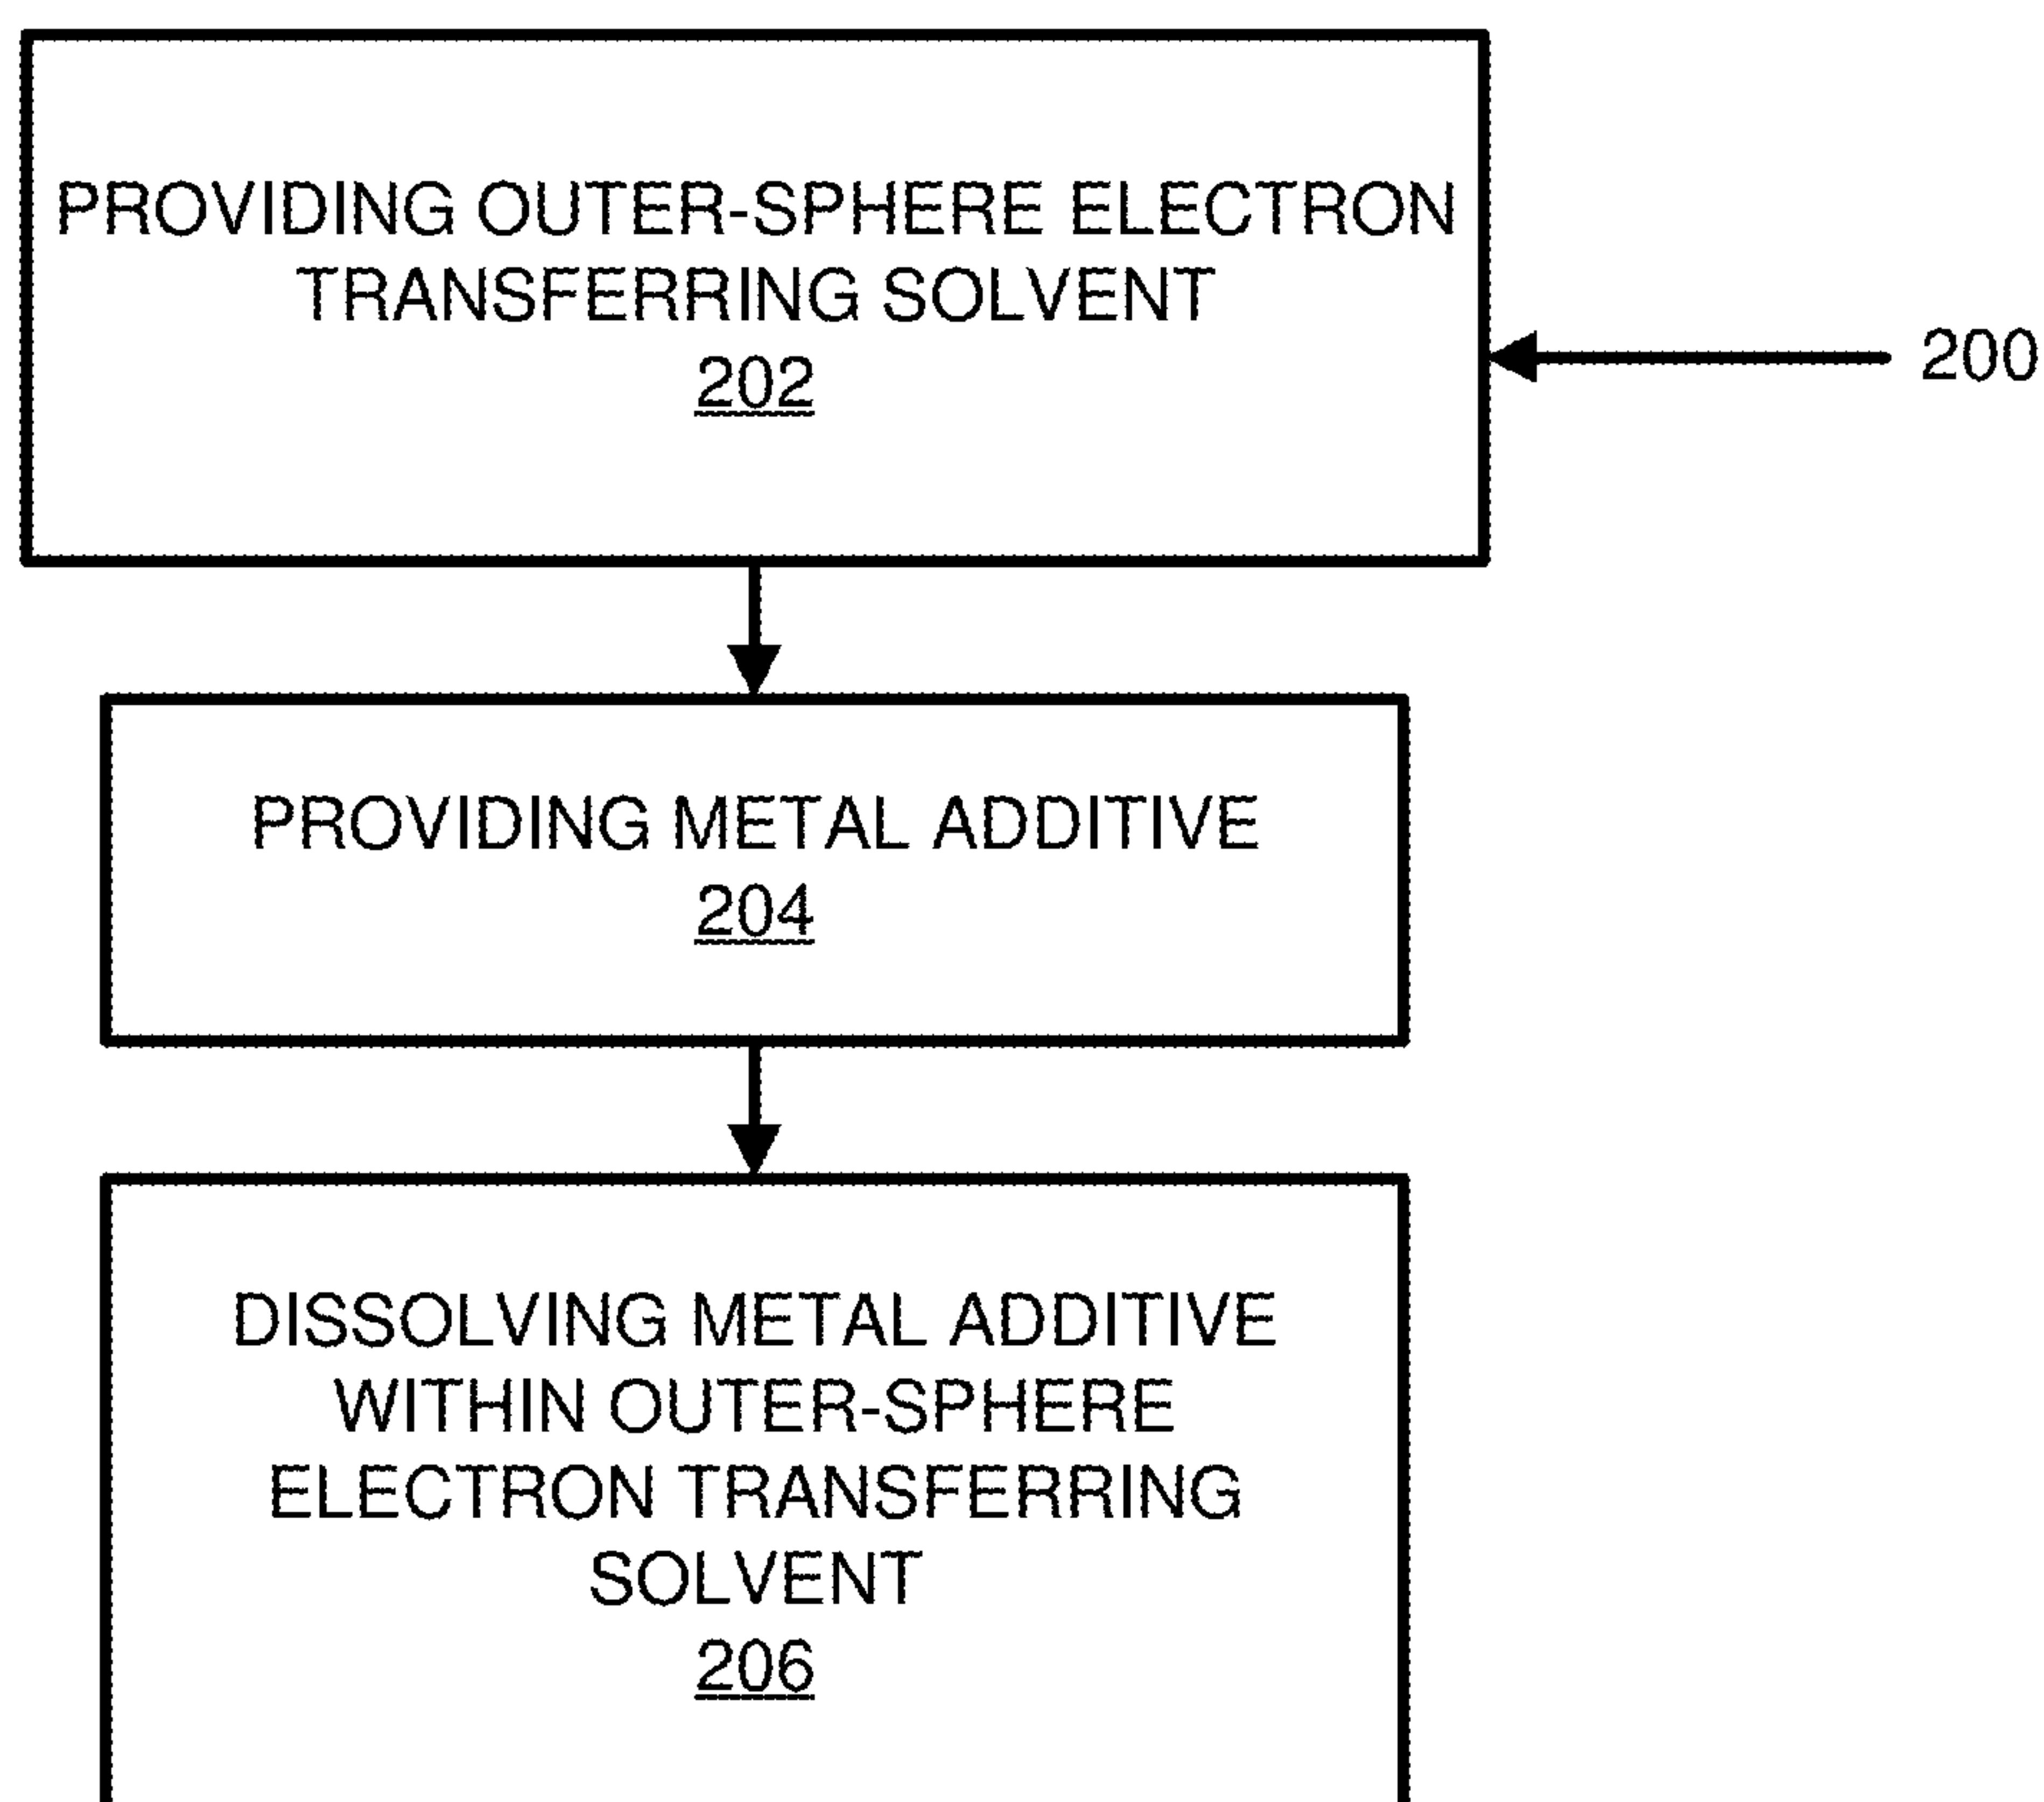 PROVIDING OUTER-SPHERE ELECTRON
TRANSFERRING SOLVENT
202
200
PROVIDING METAL ADDITIVE
204
DISSOLVING METAL ADDITIVE
WITHIN OUTER-SPHERE
ELECTRON TRANSFERRING
SOLVENT
206